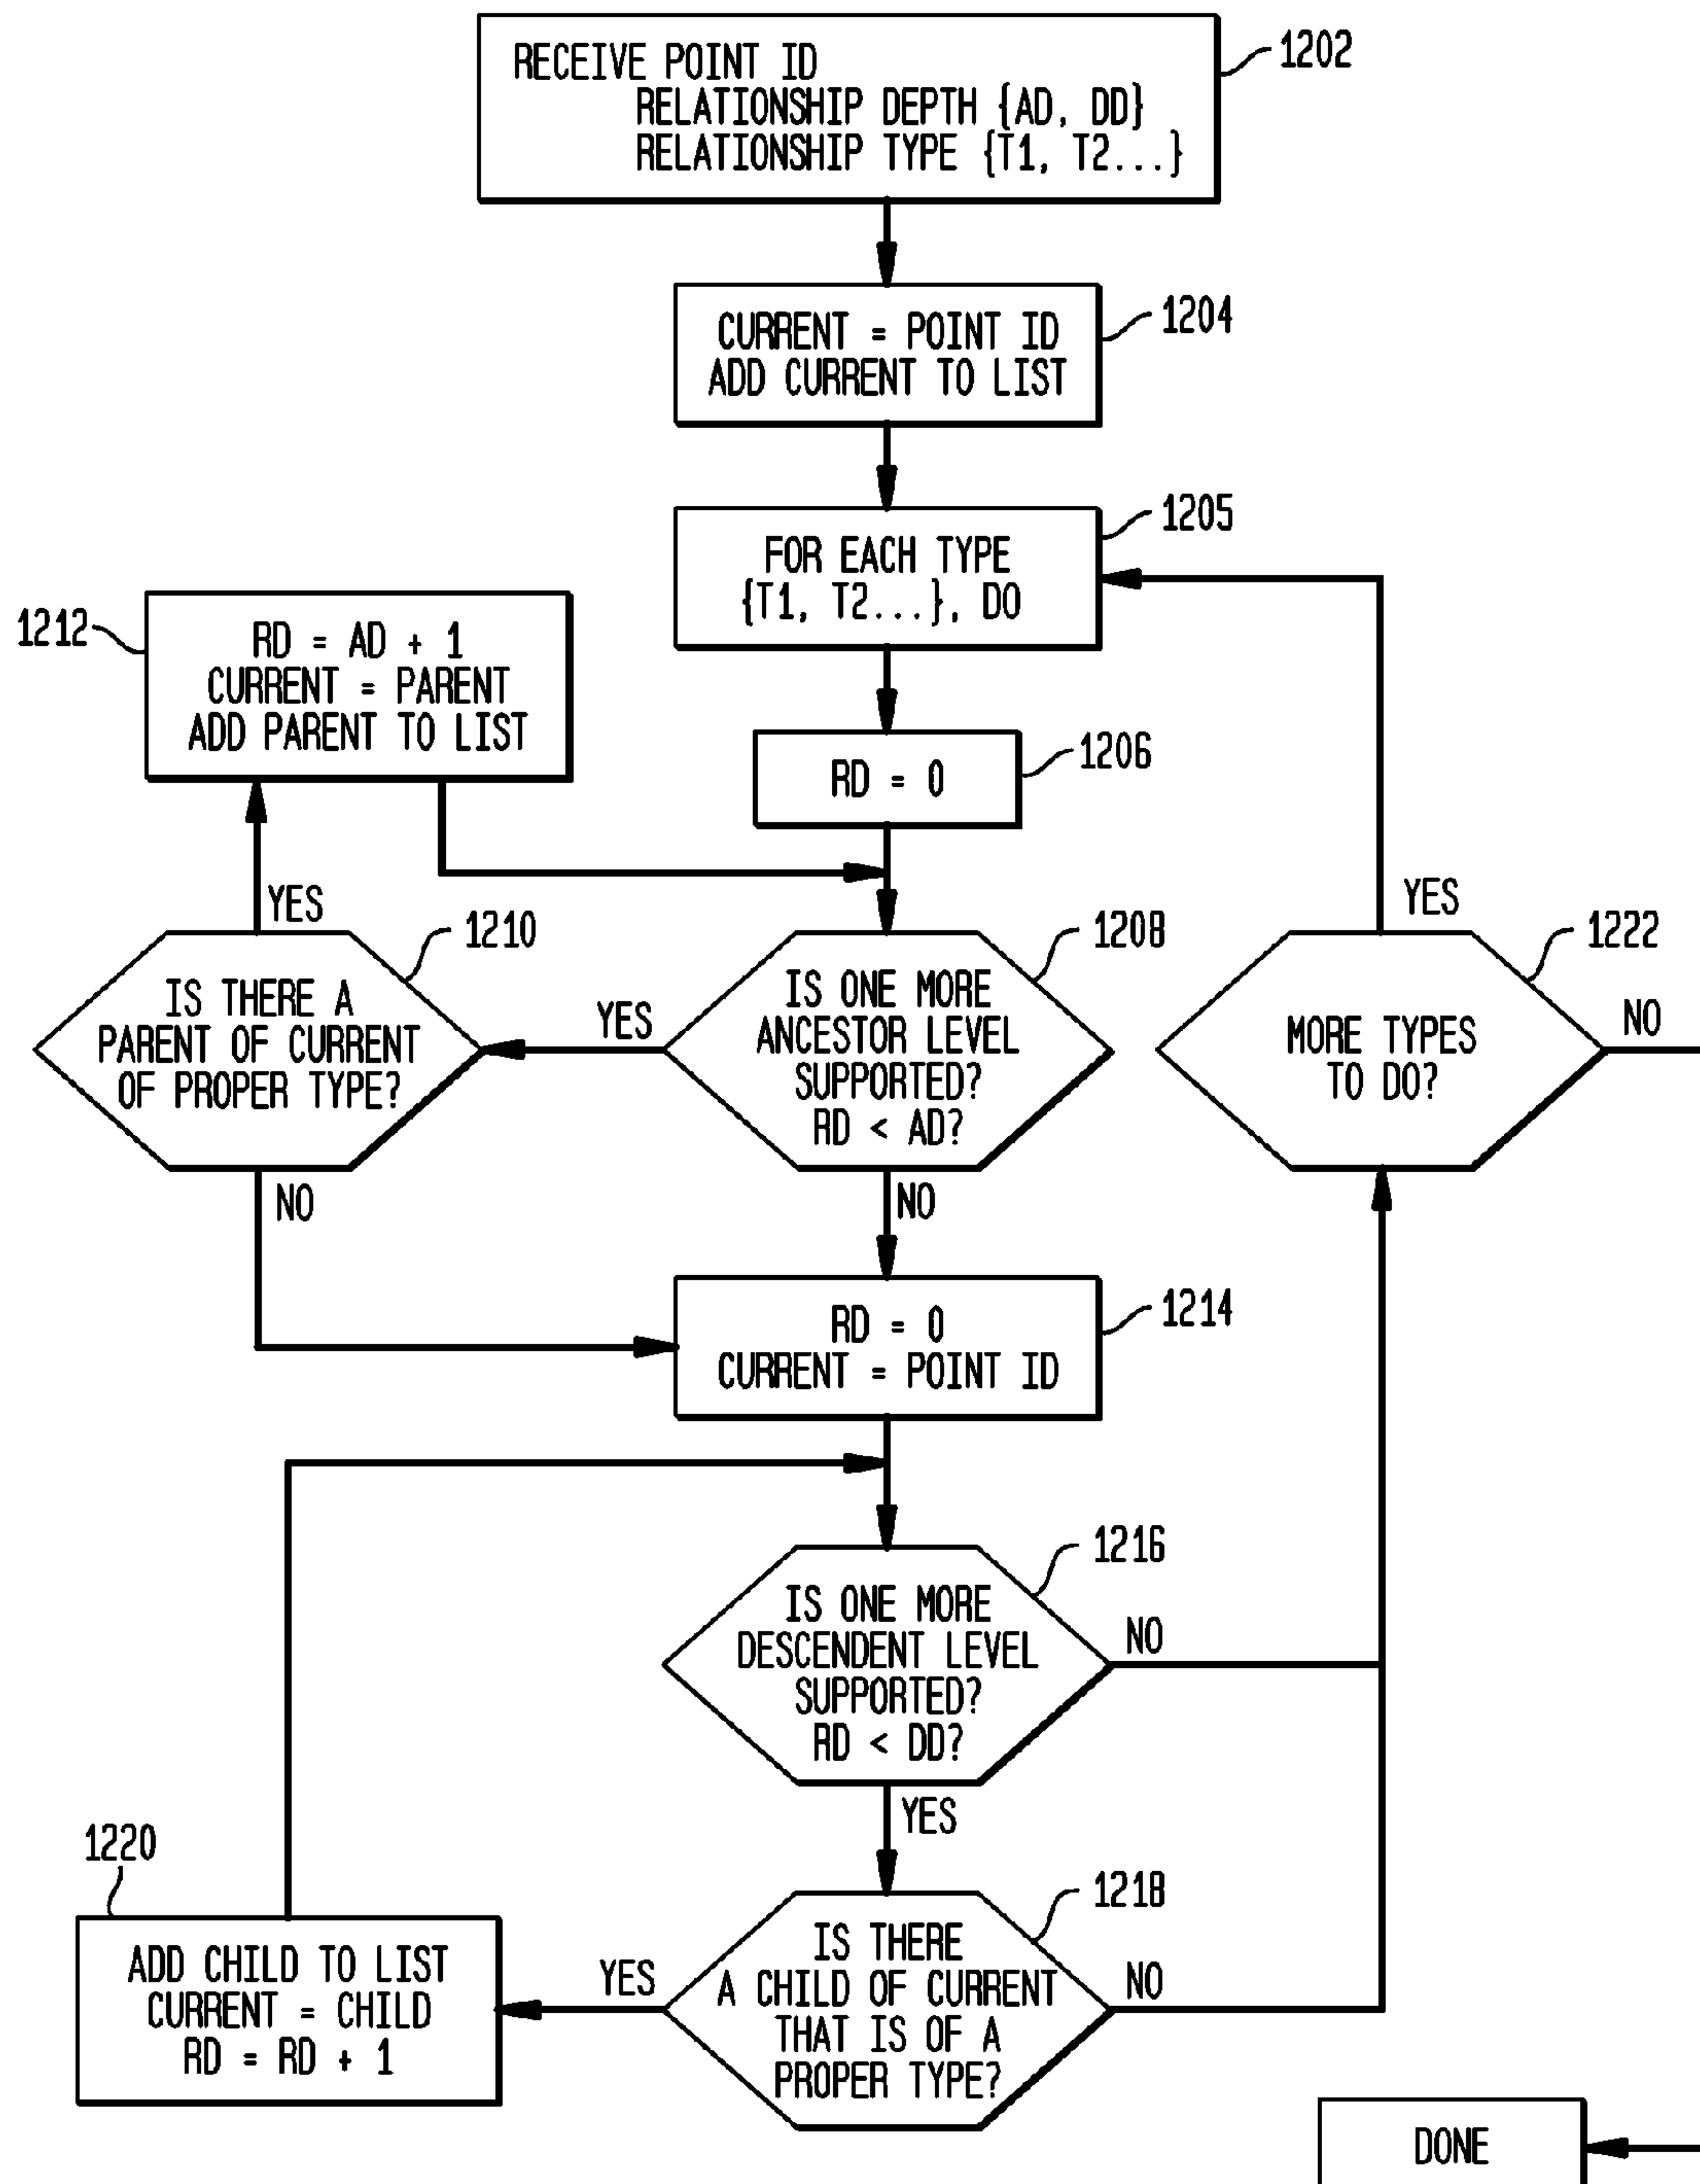 RECEIVE POINT ID
RELATIONSHIP DEPTH {AD, DD}
RELATIONSHIP TYPE {T1, T2...}
1202
CURRENT = POINT ID
ADD CURRENT TO LIST
1204
FOR EACH TYPE
{T1, T2...}, DO
1205
1212
RD = AD + 1
CURRENT = PARENT
ADD PARENT TO LIST
RD = 0
1206
YES
1210
IS THERE A
PARENT OF CURRENT
OF PROPER TYPE?
NO
YES
1208
IS ONE MORE
ANCESTOR LEVEL
SUPPORTED?
RD < AD?
NO
YES
1222
MORE TYPES
TO DO?
NO
RD = 0
CURRENT = POINT ID
1214
1216
IS ONE MORE
DESCENDENT LEVEL
SUPPORTED?
RD < DD?
NO
YES
1220
ADD CHILD TO LIST
CURRENT = CHILD
RD = RD + 1
YES
1218
IS THERE
A CHILD OF CURRENT
THAT IS OF A
PROPER TYPE?
NO
DONE